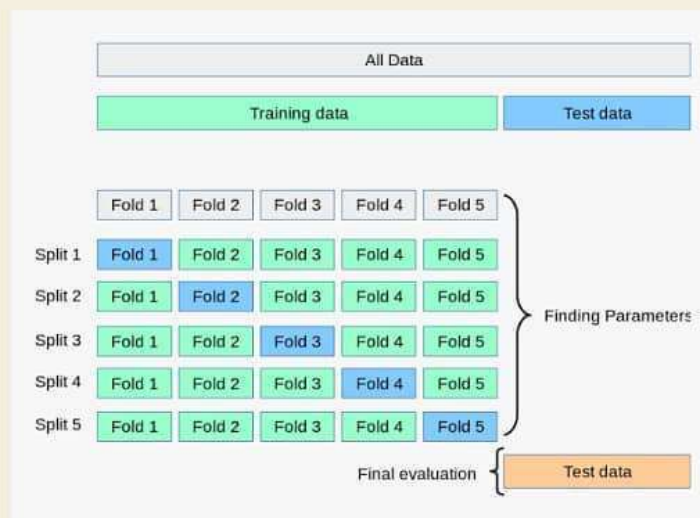 All Data
Training data Test data
Fold 1 Fold 2 Fold 3 Fold 4 Fold 5
Split 1 Fold 1 Fold 2 Fold 3 Fold 4 Fold 5
Split 2 Fold 1 Fold 2 Fold 3 Fold 4 Fold 5
Finding Parameters
Split 3 Fold 1 Fold 2 Fold 3 Fold 4 Fold 5
Split 4 Fold 1 Fold 2 Fold 3 Fold 4 Fold 5
Split 5 Fold 1 Fold 2 Fold 3 Fold 4 Fold 5
Final evaluation Test data